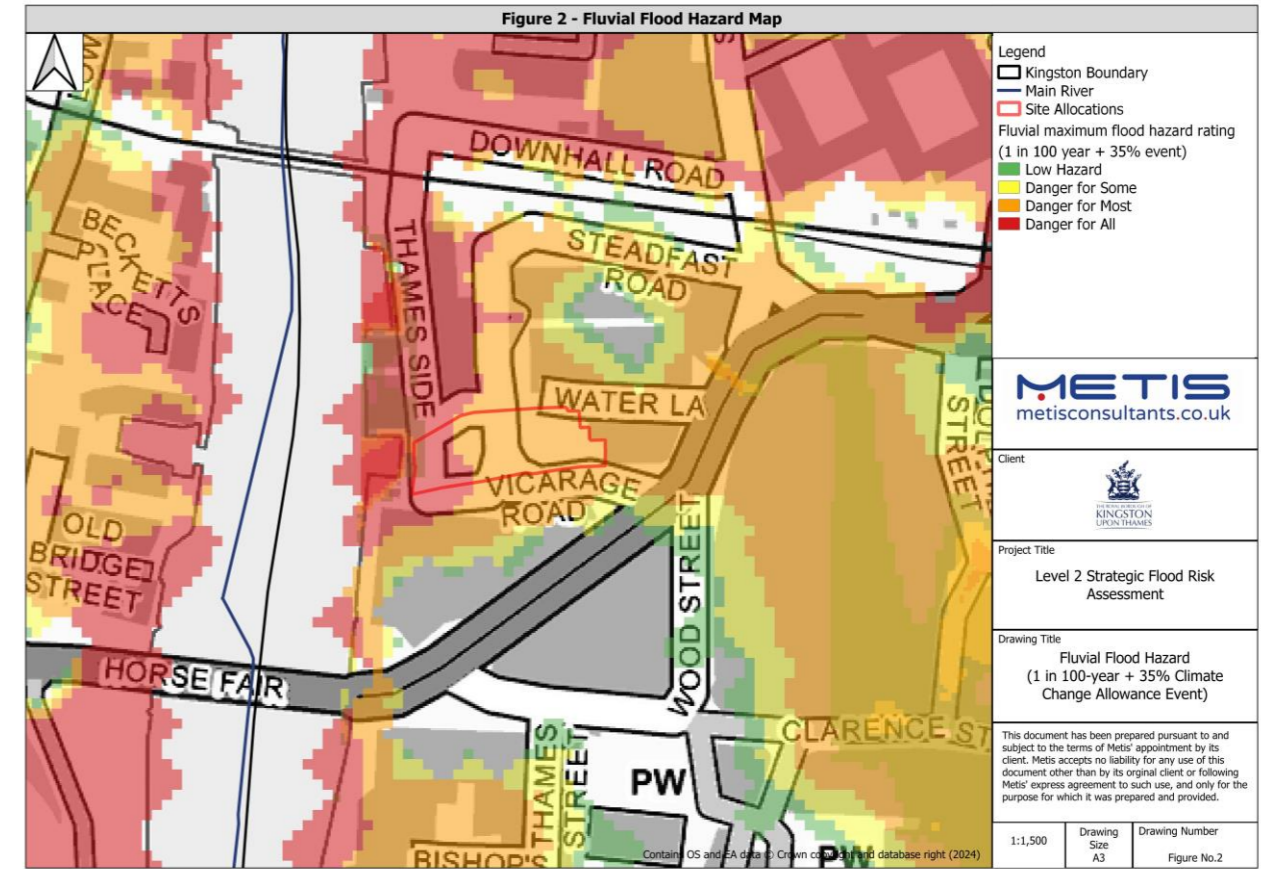 Figure 2 - Fluvial Flood Hazard Map
DOWNHALL ROAD
STEADFAST
ROAD
BECKETTS
PLACE
THAMES SIDE
WATER LA
VICARAGE
ROAD
OLD
BRIDGE
STREET
HORSE FAIR
WOOD STREET
STREET
CLARENCE ST
THAMES
STREET
PW
PW
BISHOP'S
Contains OS and EA data © Crown copyright and database right (2024)
Legend
Kingston Boundary
Main River
Site Allocations
Fluvial maximum flood hazard rating
(1 in 100 year + 35% event)
Low Hazard
Danger for Some
Danger for Most
Danger for All
METIS
metisconsultants.co.uk
Client
THE ROYAL BOROUGH OF
KINGSTON
UPON THAMES
Project Title
Level 2 Strategic Flood Risk
Assessment
Drawing Title
Fluvial Flood Hazard
(1 in 100-year + 35% Climate
Change Allowance Event)
This document has been prepared pursuant to and
subject to the terms of Metis' appointment by its
client. Metis accepts no liability for any use of this
document other than by its orginal client or following
Metis' express agreement to such use, and only for the
purpose for which it was prepared and provided.
1:1,500
Drawing
Size
A3
Drawing Number
Figure No.2